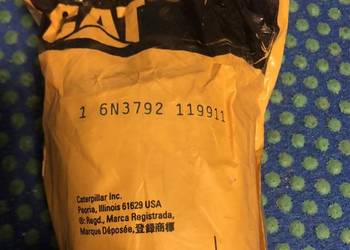 CAT
1 6N3792 119911
Caterpillar Inc.
Peoria, Illinois 61629 USA
®: Regd., Marca Registrada,
Marque Déposée, 登録商標